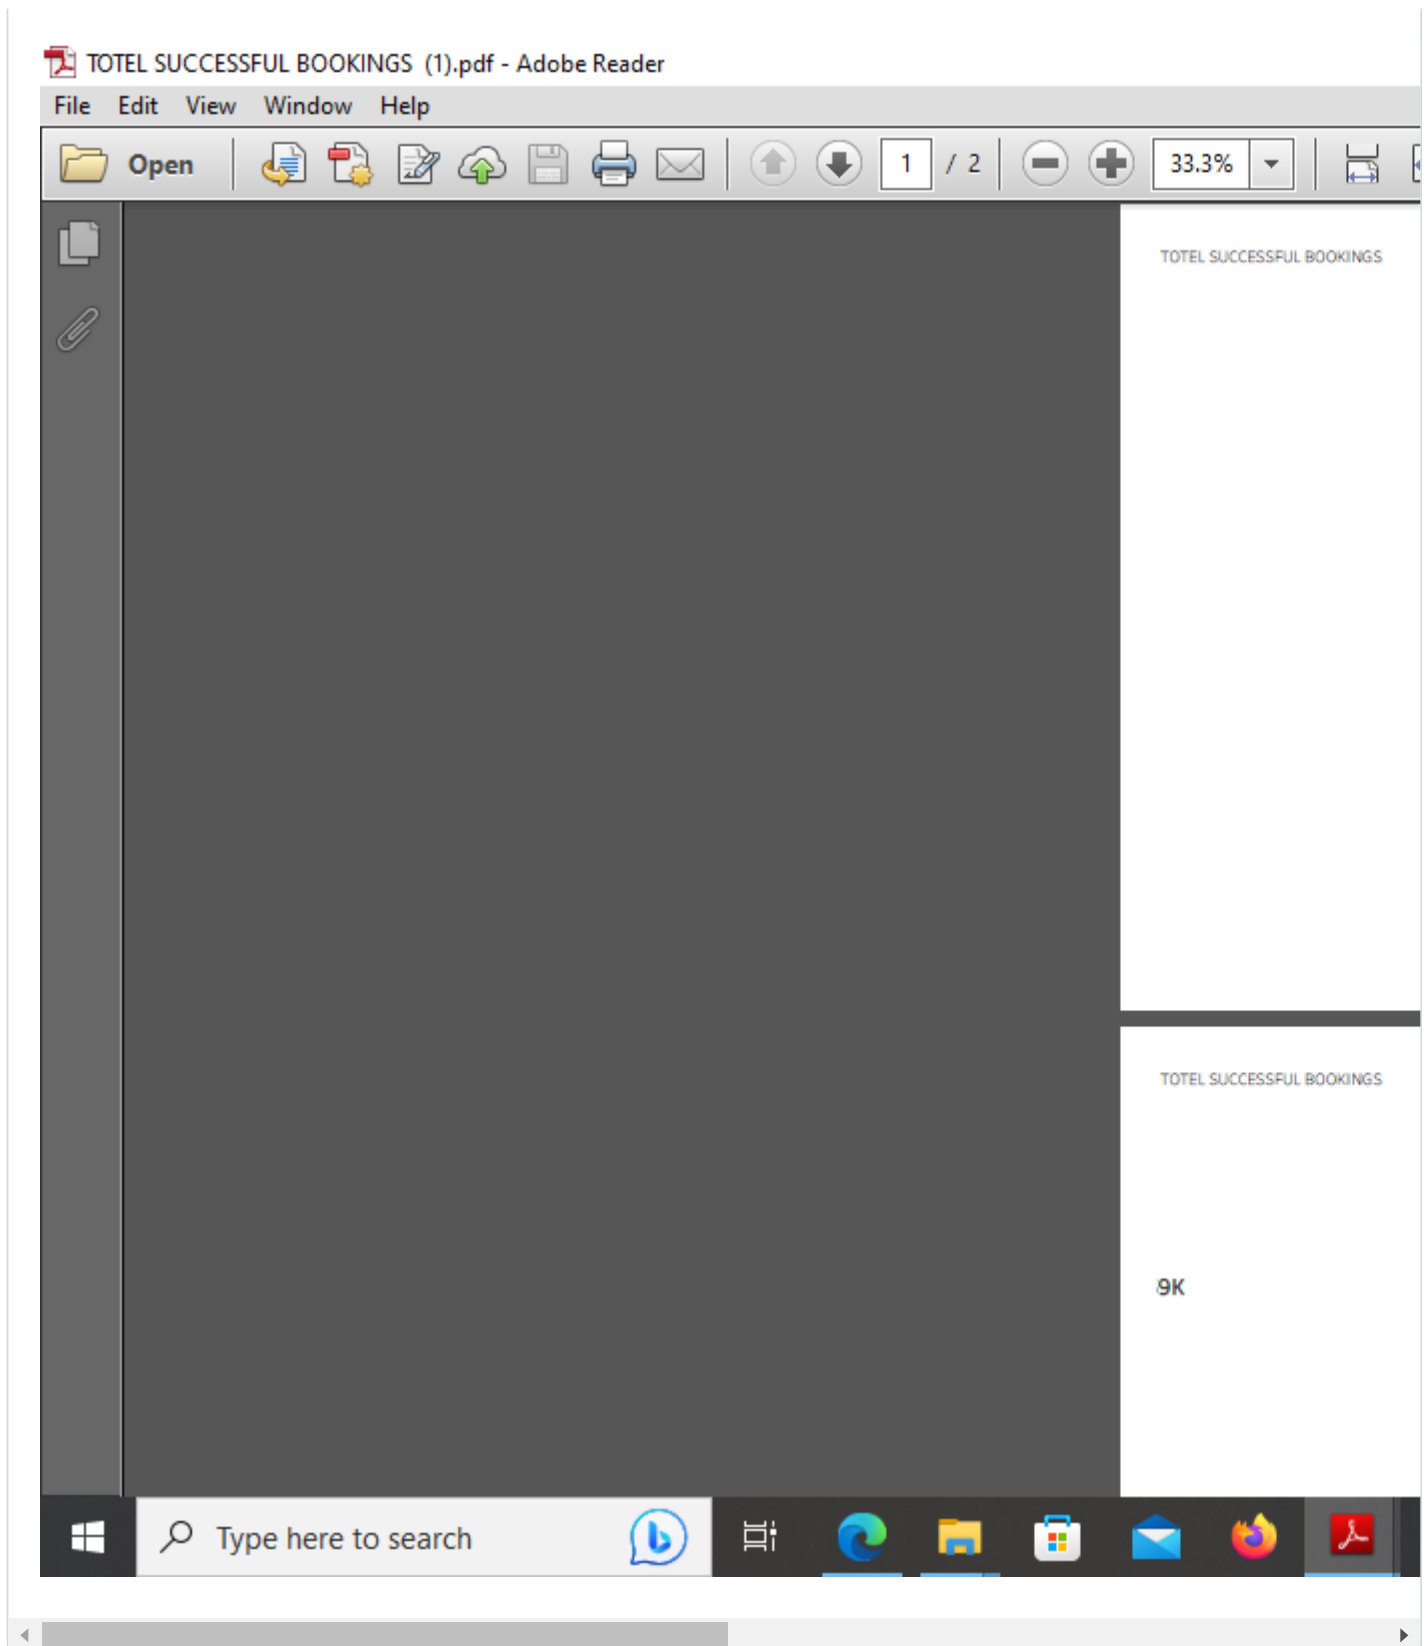 TOTEL SUCCESSFUL BOOKINGS (1).pdf - Adobe Reader
File Edit View Window Help
Open 1 / 2 33.3%
TOTEL SUCCESSFUL BOOKINGS
TOTEL SUCCESSFUL BOOKINGS
9K
Type here to search